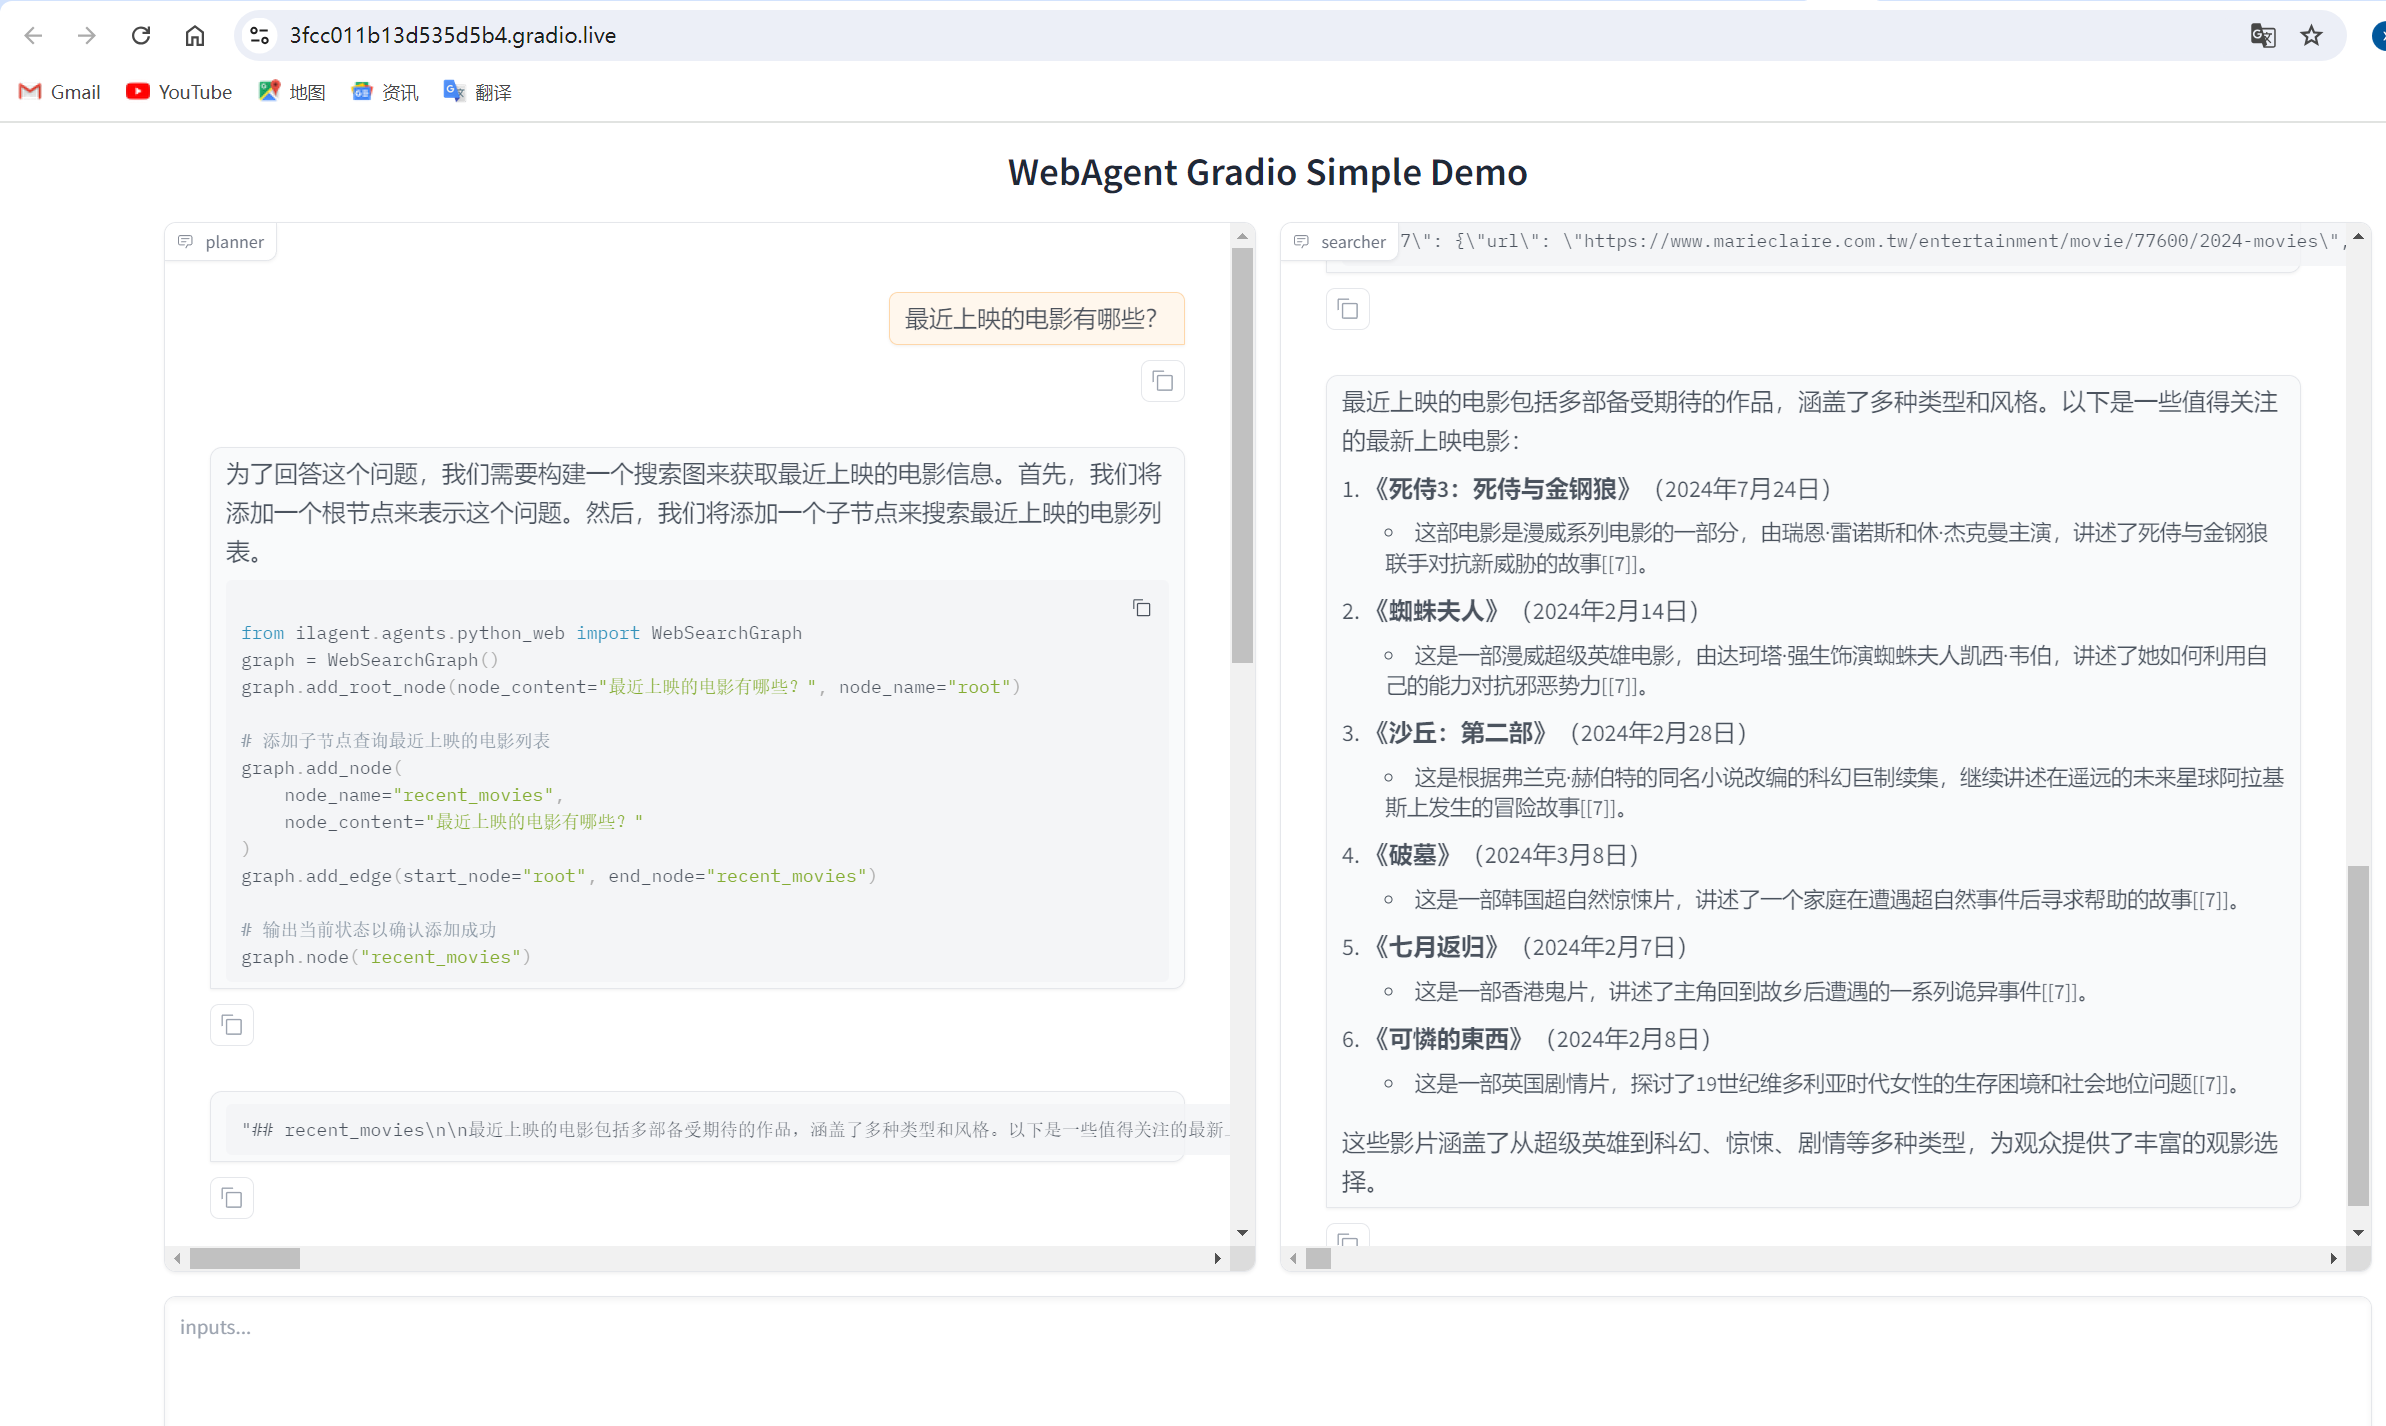 3fcc011b13d535d5b4.gradio.live
Gmail
YouTube
地图
资讯
翻译
WebAgent Gradio Simple Demo
planner
最近上映的电影有哪些？
为了回答这个问题，我们需要构建一个搜索图来获取最近上映的电影信息。首先，我们将
添加一个根节点来表示这个问题。然后，我们将添加一个子节点来搜索最近上映的电影列
表。
from ilagent.agents.python_web import WebSearchGraph
graph = WebSearchGraph()
graph.add_root_node(node_content="最近上映的电影有哪些？", node_name="root")
# 添加子节点查询最近上映的电影列表
graph.add_node(
node_name="recent_movies",
node_content="最近上映的电影有哪些？"
)
graph.add_edge(start_node="root", end_node="recent_movies")
# 输出当前状态以确认添加成功
graph.node("recent_movies")
"## recent_movies\n\n最近上映的电影包括多部备受期待的作品，涵盖了多种类型和风格。以下是一些值得关注的最新
searcher
7\": {\"url\": \"https://www.marieclaire.com.tw/entertainment/movie/77600/2024-movies\",
最近上映的电影包括多部备受期待的作品，涵盖了多种类型和风格。以下是一些值得关注
的最新上映电影：
1. 《死侍3：死侍与金钢狼》（2024年7月24日）
这部电影是漫威系列电影的一部分，由瑞恩·雷诺斯和休·杰克曼主演，讲述了死侍与金钢狼
联手对抗新威胁的故事[[7]]。
2. 《蜘蛛夫人》（2024年2月14日）
这是一部漫威超级英雄电影，由达珂塔·强生饰演蜘蛛夫人凯西·韦伯，讲述了她如何利用自
己的能力对抗邪恶势力[[7]]。
3. 《沙丘：第二部》（2024年2月28日）
这是根据弗兰克·赫伯特的同名小说改编的科幻巨制续集，继续讲述在遥远的未来星球阿拉基
斯上发生的冒险故事[[7]]。
4. 《破墓》（2024年3月8日）
这是一部韩国超自然惊悚片，讲述了一个家庭在遭遇超自然事件后寻求帮助的故事[[7]]。
5. 《七月返归》（2024年2月7日）
这是一部香港鬼片，讲述了主角回到故乡后遭遇的一系列诡异事件[[7]]。
6. 《可憐的東西》（2024年2月8日）
这是一部英国剧情片，探讨了19世纪维多利亚时代女性的生存困境和社会地位问题[[7]]。
这些影片涵盖了从超级英雄到科幻、惊悚、剧情等多种类型，为观众提供了丰富的观影选
择。
inputs...